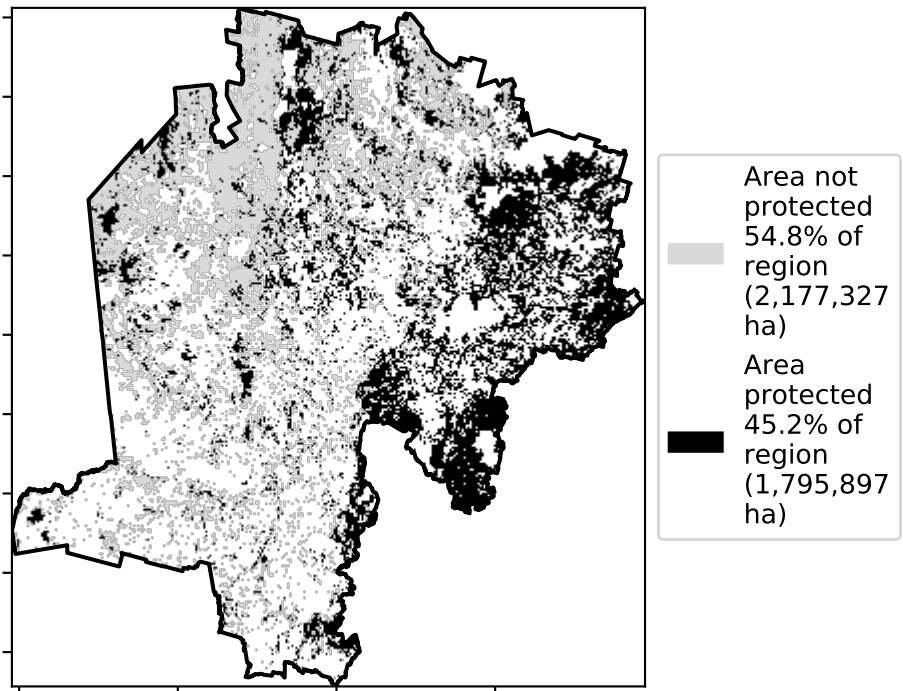 Area not
protected
54.8% of
region
(2,177,327
ha)
Area
protected
45.2% of
region
(1,795,897
ha)